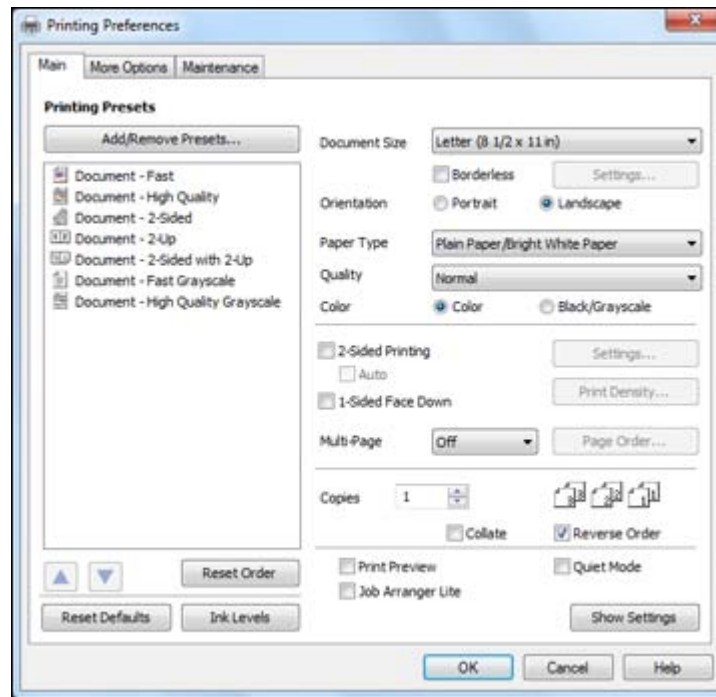 Printing Preferences
Main More Options Maintenance
Printing Presets
Add/Remove Presets...
Document - Fast
Document - High Quality
Document - 2-Sided
Document - 2-Up
Document - 2-Sided with 2-Up
Document - Fast Grayscale
Document - High Quality Grayscale
Reset Order
Reset Defaults Ink Levels
Document Size Letter (8 1/2 x 11 in)
Borderless Settings...
Orientation Portrait Landscape
Paper Type Plain Paper/Bright White Paper
Quality Normal
Color Color Black/Grayscale
2-Sided Printing Settings...
Auto
Print Density...
1-Sided Face Down
Multi-Page Off Page Order...
Copies 1
Collate Reverse Order
Print Preview Quiet Mode
Job Arranger Lite
Show Settings
OK Cancel Help